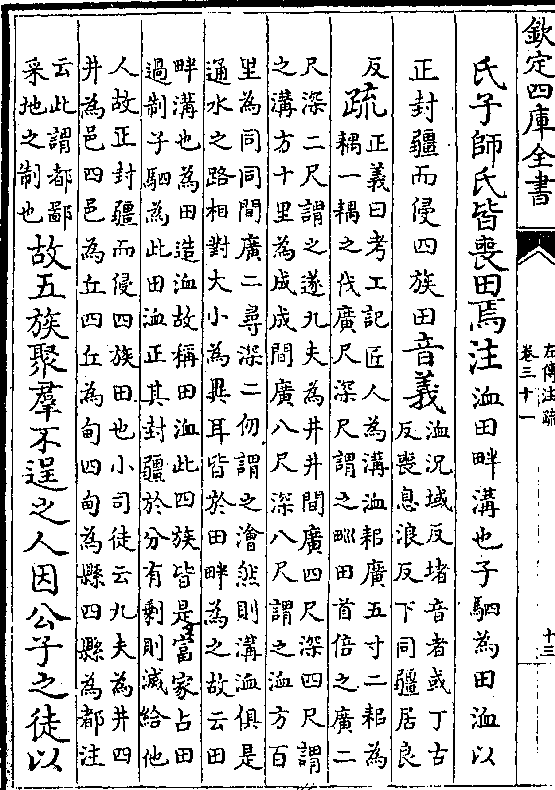 欽定四庫全書
左傳注疏
卷三十一
十三
氏子師氏皆喪田焉注洫田畔溝也子駟為田洫以
正封疆而侵四族田音義
洫況域反堵音者或丁古
反喪息浪反下同疆居良
反
疏
正義曰考工記匠人為溝洫耜廣五寸二耜為
耦一耦之伐廣尺深尺謂之𤰕田首倍之廣二
尺深二尺謂之遂九夫為井井間廣四尺深四尺謂
之溝方十里為成成間廣八尺深八尺謂之洫方百
里為同同間廣二尋深二仞謂之澮然則溝洫俱是
通水之路相對大小為異耳皆於田畔為之故云田
畔溝也為田造洫故稱田洫此四族皆是富家占田
過制子駟為此田洫正其封疆於分有剩則減給他
人故正封疆而侵四族田也小司徒云九夫為井四
井為邑四邑為丘四丘為甸四甸為縣四縣為都注
云此謂都鄙
采地之制也
故五族聚羣不逞之人因公子之徒以